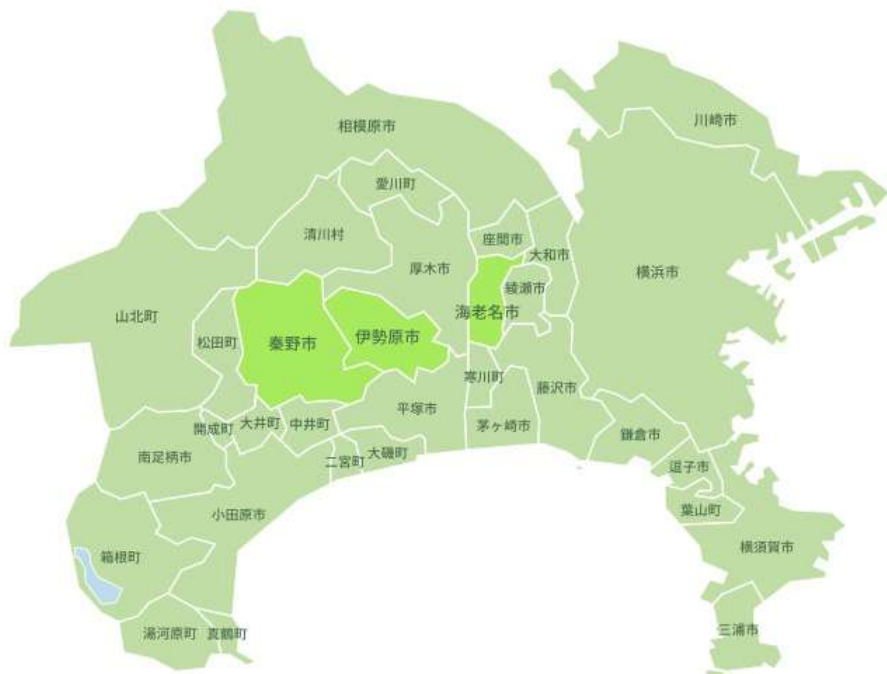 相模原市
川崎市
愛川町
清川村
座間市
大和市
厚木市
横浜市
綾瀬市
海老名市
山北町
松田町
秦野市
伊勢原市
寒川町
藤沢市
平塚市
開成町
大井町
中井町
茅ヶ崎市
鎌倉市
南足柄市
二宮町
大磯町
逗子市
葉山町
小田原市
横須賀市
箱根町
湯河原町
真鶴町
三浦市